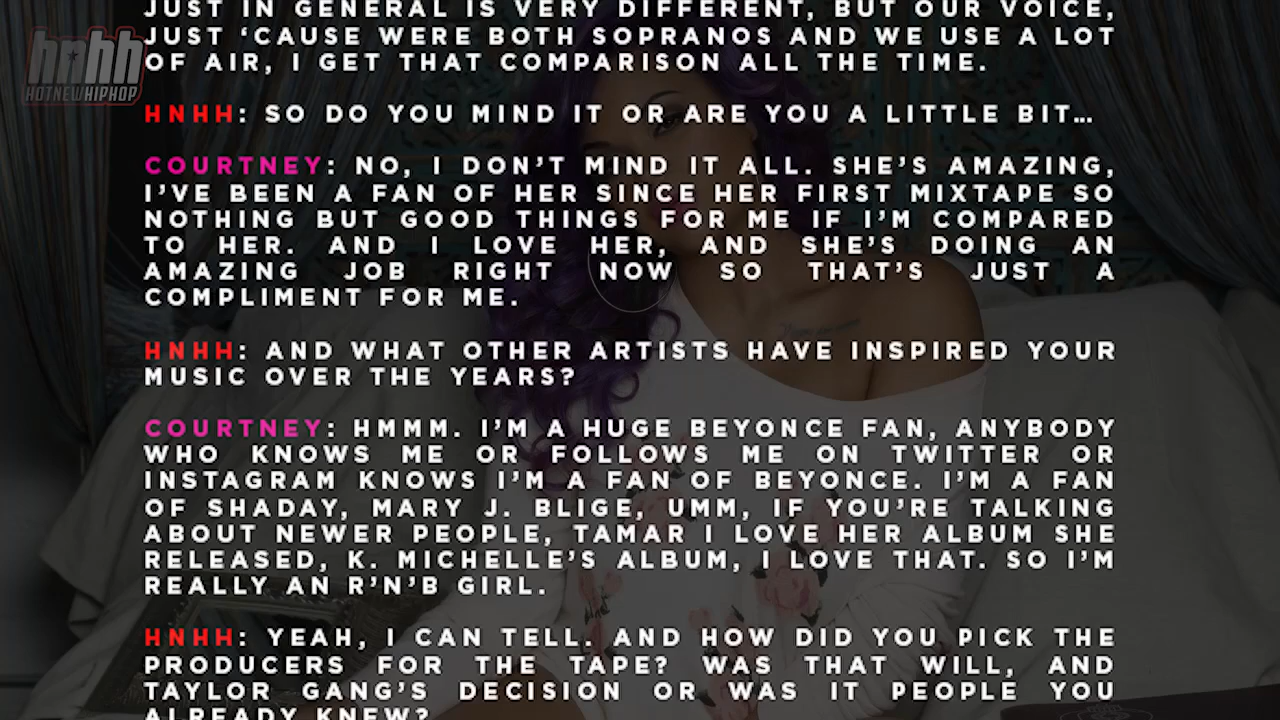 JUST IN GENERAL IS VERY DIFFERENT, BUT OUR VOICE,
JUST ‘CAUSE WERE BOTH SOPRANOS AND WE USE A LOT
OF AIR, I GET THAT COMPARISON ALL THE TIME.
hnhh
HOTNEWHIPHOP
HNHH: SO DO YOU MIND IT OR ARE YOU A LITTLE BIT…
COURTNEY: NO, I DON’T MIND IT ALL. SHE’S AMAZING,
I’VE BEEN A FAN OF HER SINCE HER FIRST MIXTAPE SO
NOTHING BUT GOOD THINGS FOR ME IF I’M COMPARED
TO HER. AND I LOVE HER, AND SHE’S DOING AN
AMAZING JOB RIGHT NOW SO THAT’S JUST A
COMPLIMENT FOR ME.
HNHH: AND WHAT OTHER ARTISTS HAVE INSPIRED YOUR
MUSIC OVER THE YEARS?
COURTNEY: HMMM. I’M A HUGE BEYONCE FAN, ANYBODY
WHO KNOWS ME OR FOLLOWS ME ON TWITTER OR
INSTAGRAM KNOWS I’M A FAN OF BEYONCE. I’M A FAN
OF SHADAY, MARY J. BLIGE, UMM, IF YOU’RE TALKING
ABOUT NEWER PEOPLE, TAMAR I LOVE HER ALBUM SHE
RELEASED, K. MICHELLE’S ALBUM, I LOVE THAT. SO I’M
REALLY AN R’N’B GIRL.
HNHH: YEAH, I CAN TELL. AND HOW DID YOU PICK THE
PRODUCERS FOR THE TAPE? WAS THAT WILL, AND
TAYLOR GANG’S DECISION OR WAS IT PEOPLE YOU
ALREADY KNEW?